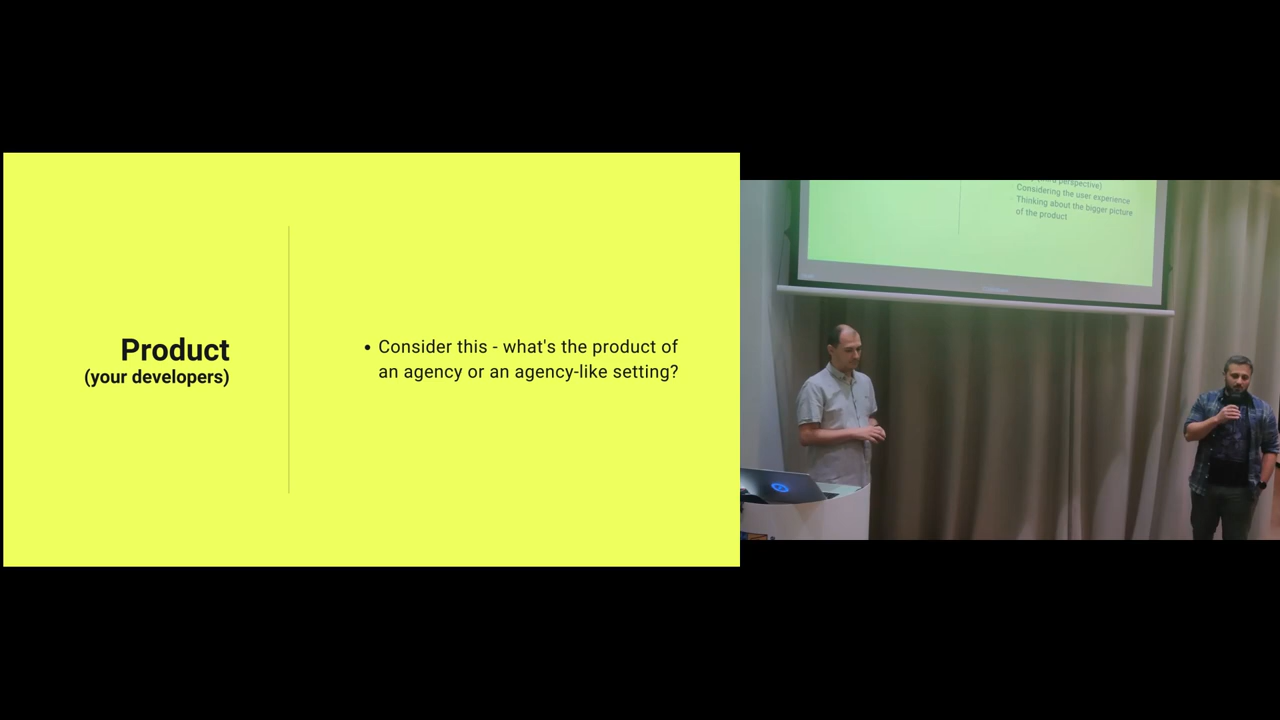 Product
(your developers)
• Consider this - what's the product of
an agency or an agency-like setting?
perspective)
Considering the user experience
Thinking about the bigger picture
of the product